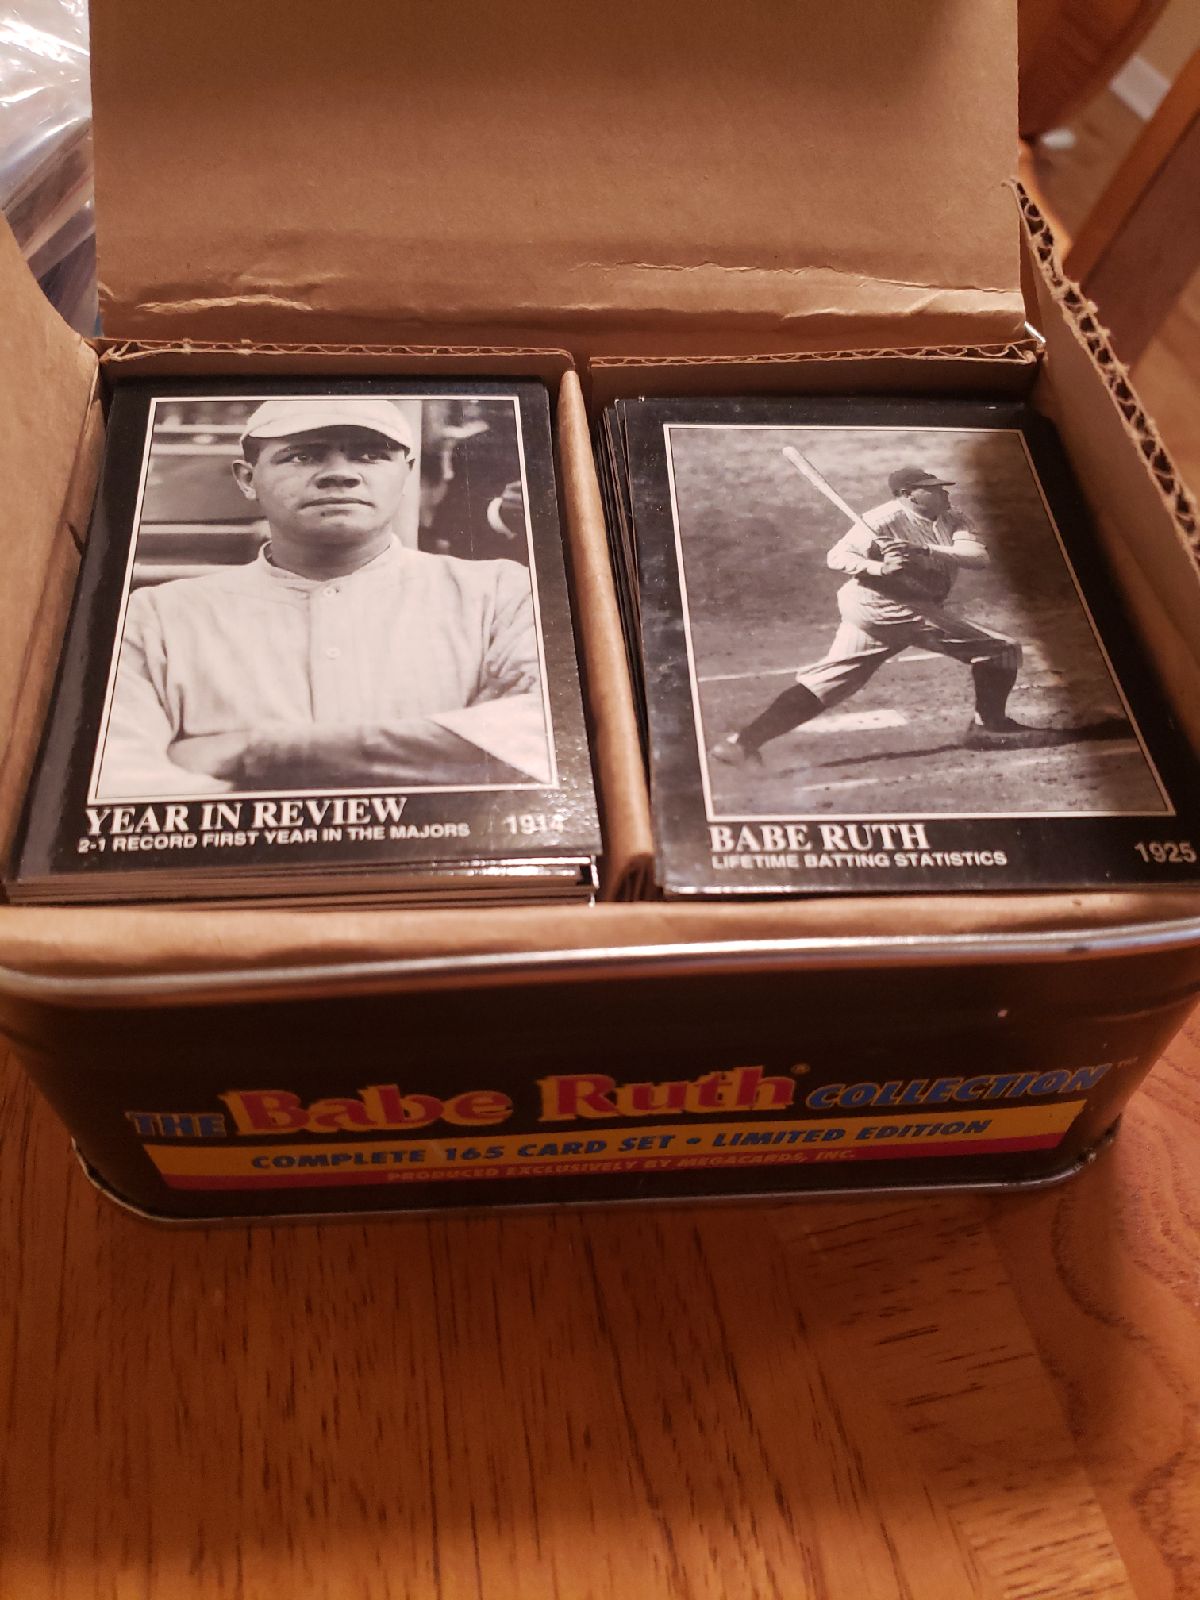 YEAR IN REVIEW
2-1 RECORD FIRST YEAR IN THE MAJORS 1914
BABE RUTH
LIFETIME BATTING STATISTICS 1925
THE Babe Ruth® COLLECTION™
COMPLETE 165 CARD SET • LIMITED EDITION
PRODUCED EXCLUSIVELY BY MEGACARDS, INC.